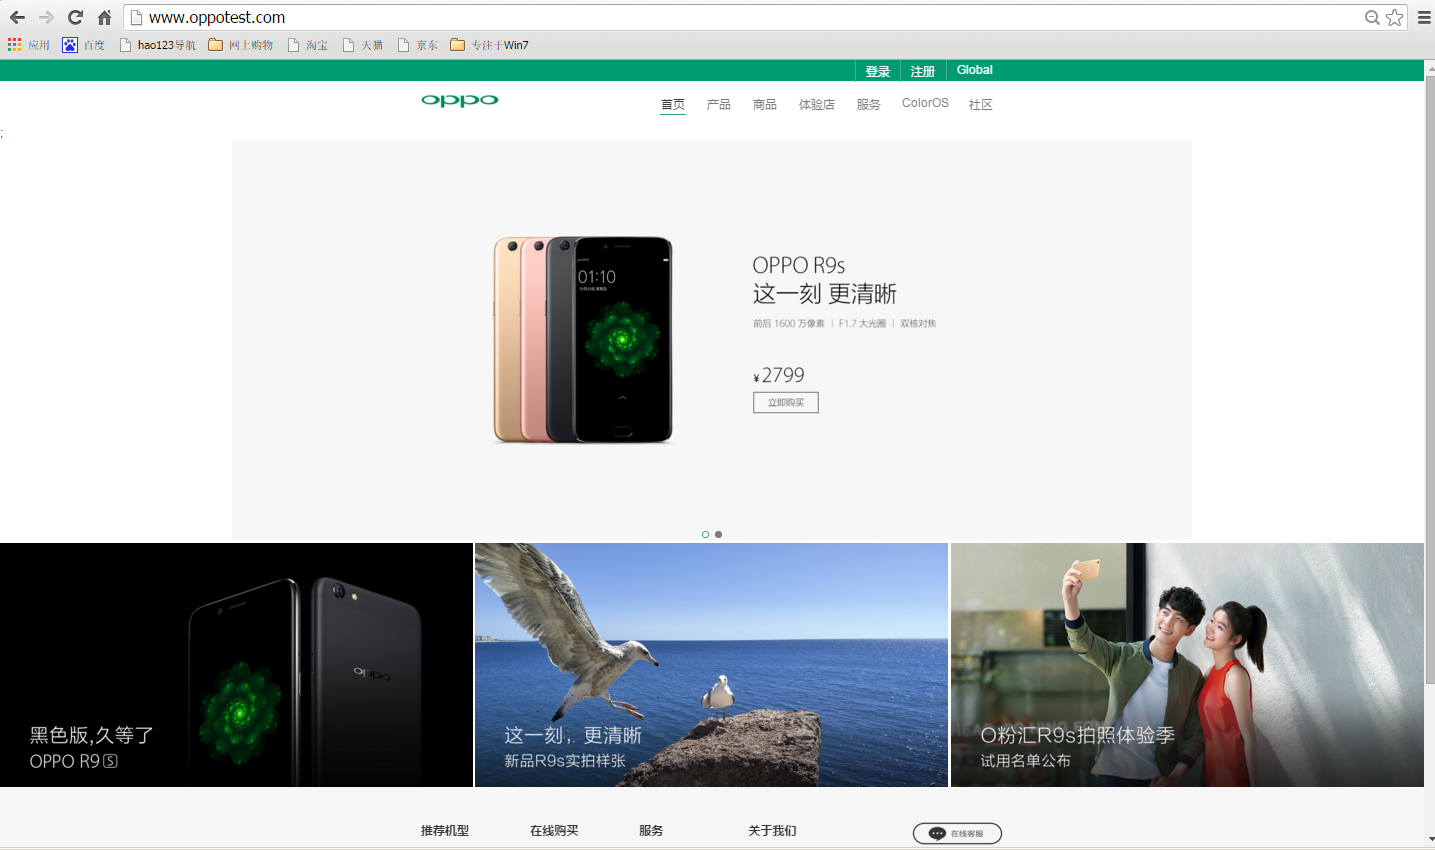 www.oppotest.com
应用 百度 hao123导航 网上购物 淘宝 天猫 京东 专注于Win7
登录 注册 Global
oppo 首页 产品 商品 体验店 服务 ColorOS 社区
;
OPPO R9s
这一刻 更清晰
前后 1600 万像素 | F1.7 大光圈 | 双核对焦
¥2799
立即购买
01:10
oppo
黑色版,久等了
OPPO R9S
这一刻，更清晰
新品R9s实拍样张
O粉汇R9s拍照体验季
试用名单公布
推荐机型 在线购买 服务 关于我们 在线客服